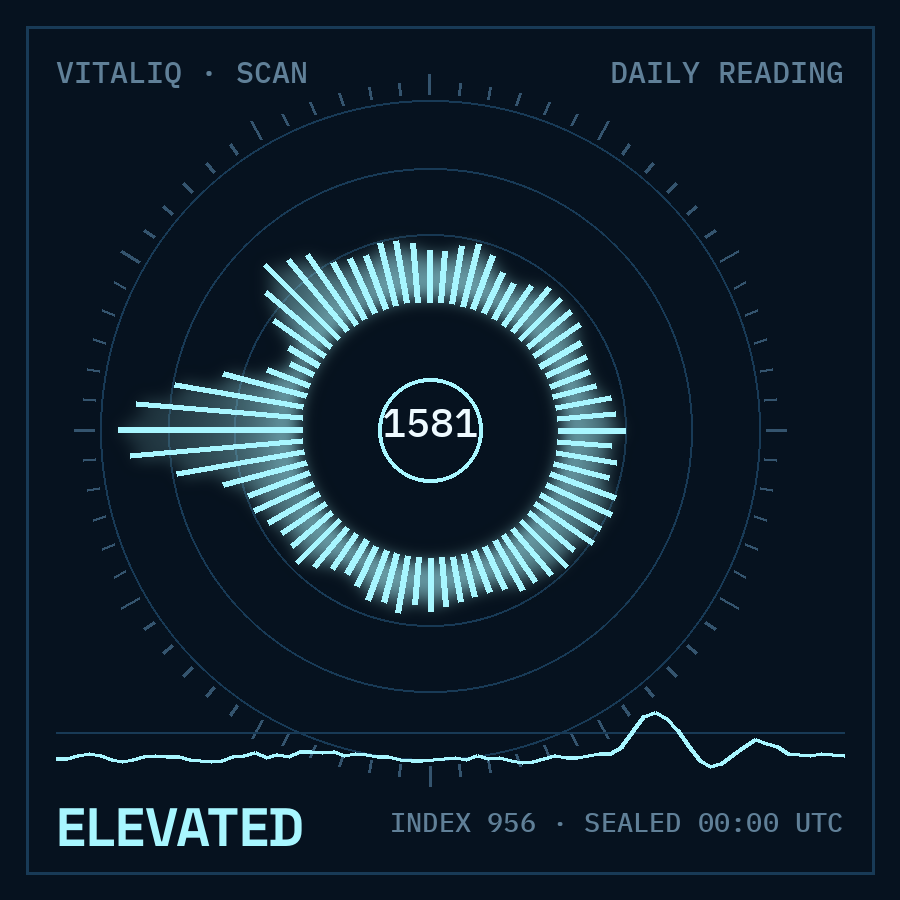 VITALIQ · SCAN
DAILY READING
1581
ELEVATED
INDEX 956 · SEALED 00:00 UTC